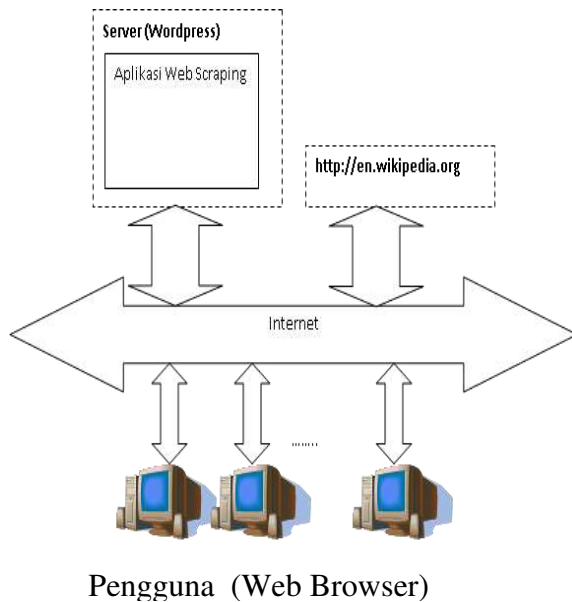 Server (Wordpress)
Aplikasi Web Scraping
http://en.wikipedia.org
Internet
........
Pengguna (Web Browser)